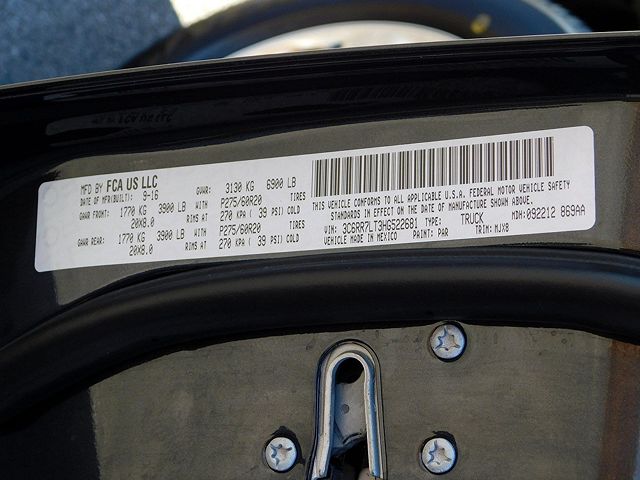 MFD BY FCA US LLC
DATE OF MFR(BUILT): 9-16 GVWR: 3130 KG 6900 LB
GAWR FRONT: 1770 KG 3900 LB WITH P275/60R20 TIRES
20X8.0 RIMS AT 270 KPA ( 39 PSI) COLD
GAWR REAR: 1770 KG 3900 LB WITH P275/60R20 TIRES
20X8.0 RIMS AT 270 KPA ( 39 PSI) COLD
THIS VEHICLE CONFORMS TO ALL APPLICABLE U.S.A. FEDERAL MOTOR VEHICLE SAFETY
STANDARDS IN EFFECT ON THE DATE OF MANUFACTURE SHOWN ABOVE.
VIN: 3C6RR7LT3HG522681 TYPE: TRUCK MDH: 092212 869AA
VEHICLE MADE IN MEXICO PAINT: PAR TRIM: MJX8